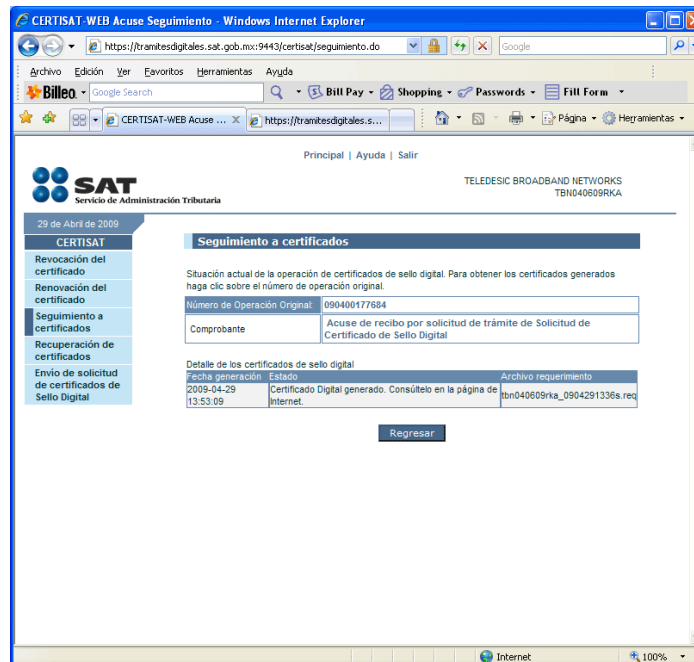 CERTISAT-WEB Acuse Seguimiento - Windows Internet Explorer
https://tramitesdigitales.sat.gob.mx:9443/certisat/seguimiento.do
Google
Archivo Edición Ver Favoritos Herramientas Ayuda
Billeo. Google Search Bill Pay Shopping Passwords Fill Form
CERTISAT-WEB Acuse ... X https://tramitesdigitales.s... Página Herramientas
Principal | Ayuda | Salir
SAT
Servicio de Administración Tributaria
TELEDESIC BROADBAND NETWORKS
TBN040609RKA
29 de Abril de 2009
CERTISAT
Revocación del
certificado
Renovación del
certificado
Seguimiento a
certificados
Recuperación de
certificados
Envío de solicitud
de certificados de
Sello Digital
Seguimiento a certificados
Situación actual de la operación de certificados de sello digital. Para obtener los certificados generados
haga clic sobre el número de operación original.
Número de Operación Original: 090400177684
Comprobante Acuse de recibo por solicitud de trámite de Solicitud de
Certificado de Sello Digital
Detalle de los certificados de sello digital
Fecha generación Estado Archivo requerimiento
2009-04-29 Certificado Digital generado. Consúltelo en la página de
13:53:09 Internet. tbn040609rka_0904291336s.req
Regresar
Internet 100%